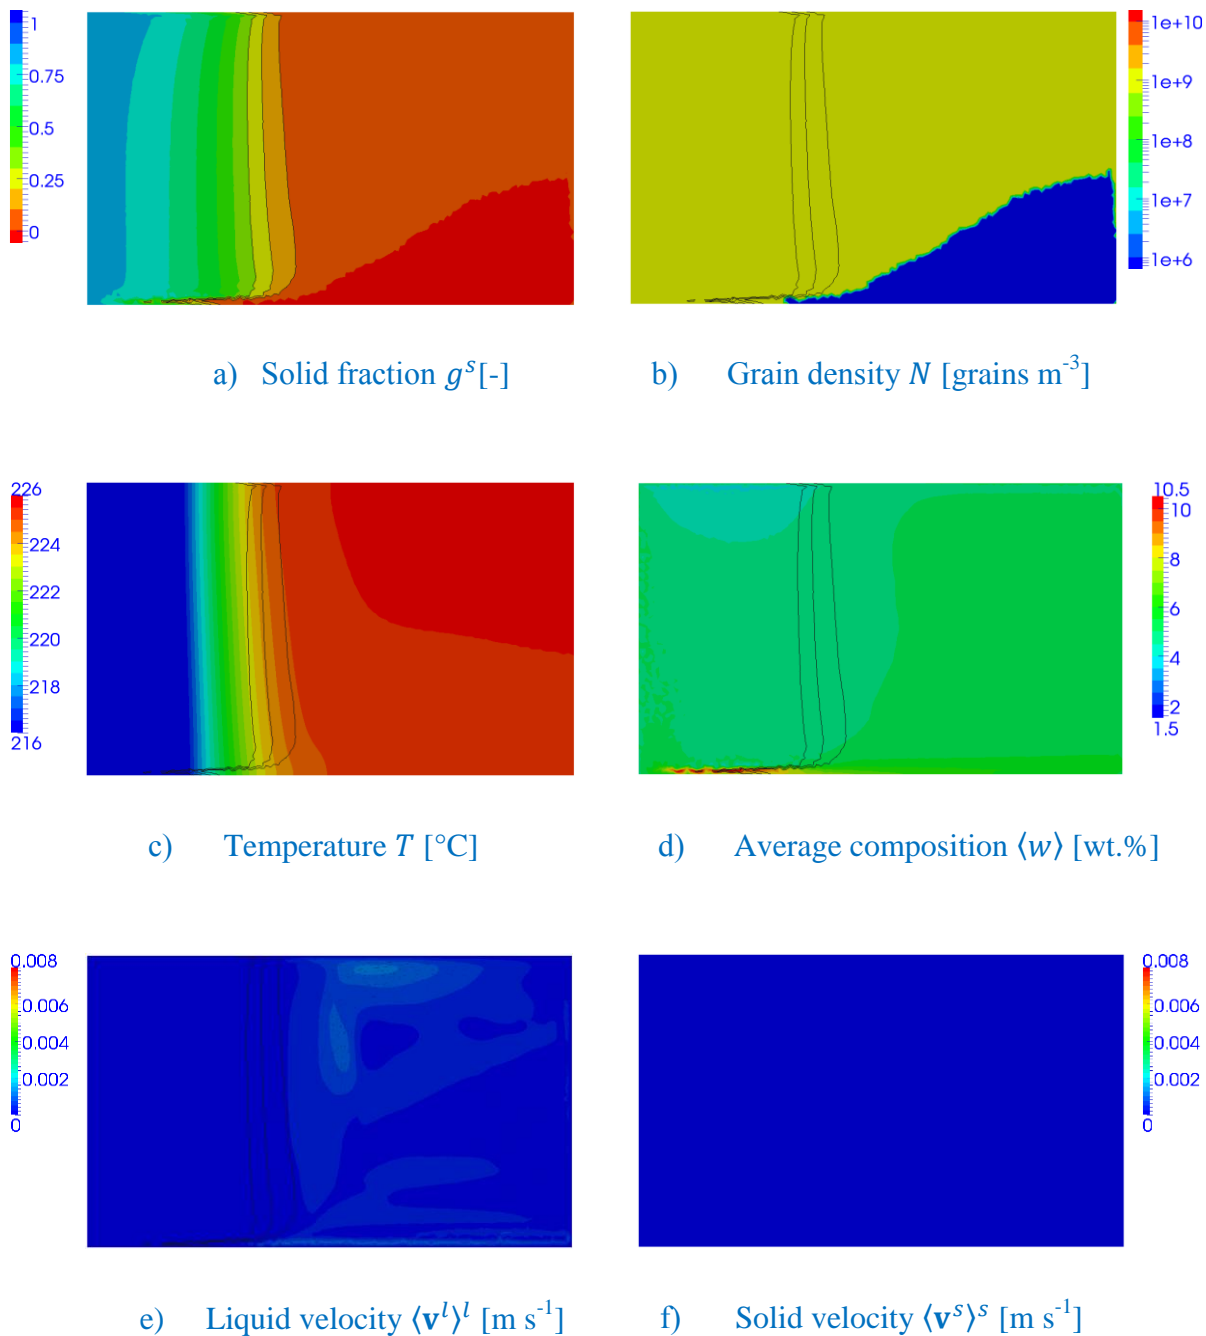 1
0.75
0.5
0.25
0
1e+10
1e+9
1e+8
1e+7
1e+6
a) Solid fraction gˢ[-]
b) Grain density N [grains m⁻³]
226
224
222
220
218
216
10.5
10
8
6
4
2
1.5
c) Temperature T [°C]
d) Average composition ⟨w⟩ [wt.%]
0.008
0.006
0.004
0.002
0
0.008
0.006
0.004
0.002
0
e) Liquid velocity ⟨𝐯ˡ⟩ˡ [m s⁻¹]
f) Solid velocity ⟨𝐯ˢ⟩ˢ [m s⁻¹]